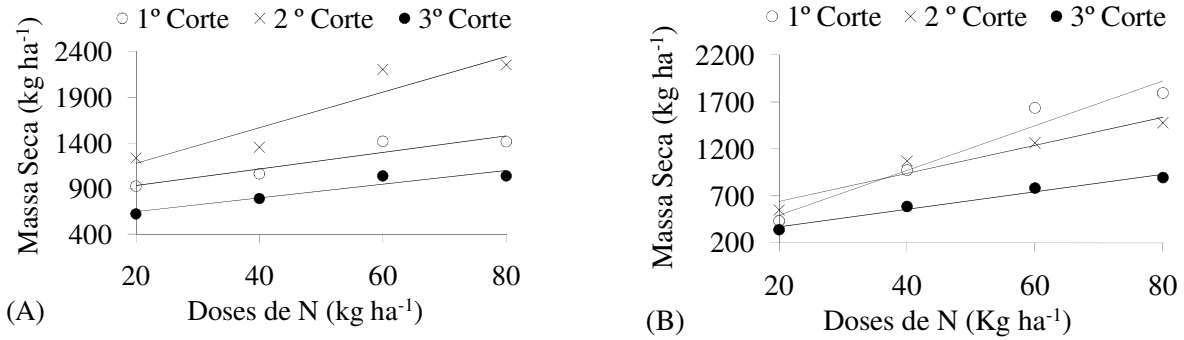 ○ 1º Corte × 2 º Corte ● 3º Corte
Massa Seca (kg ha-1)
2400
1900
1400
900
400
20 40 60 80
Doses de N (kg ha-1)
(A)
○ 1º Corte × 2 º Corte ● 3º Corte
Massa Seca (kg ha-1)
2200
1700
1200
700
200
20 40 60 80
Doses de N (Kg ha-1)
(B)